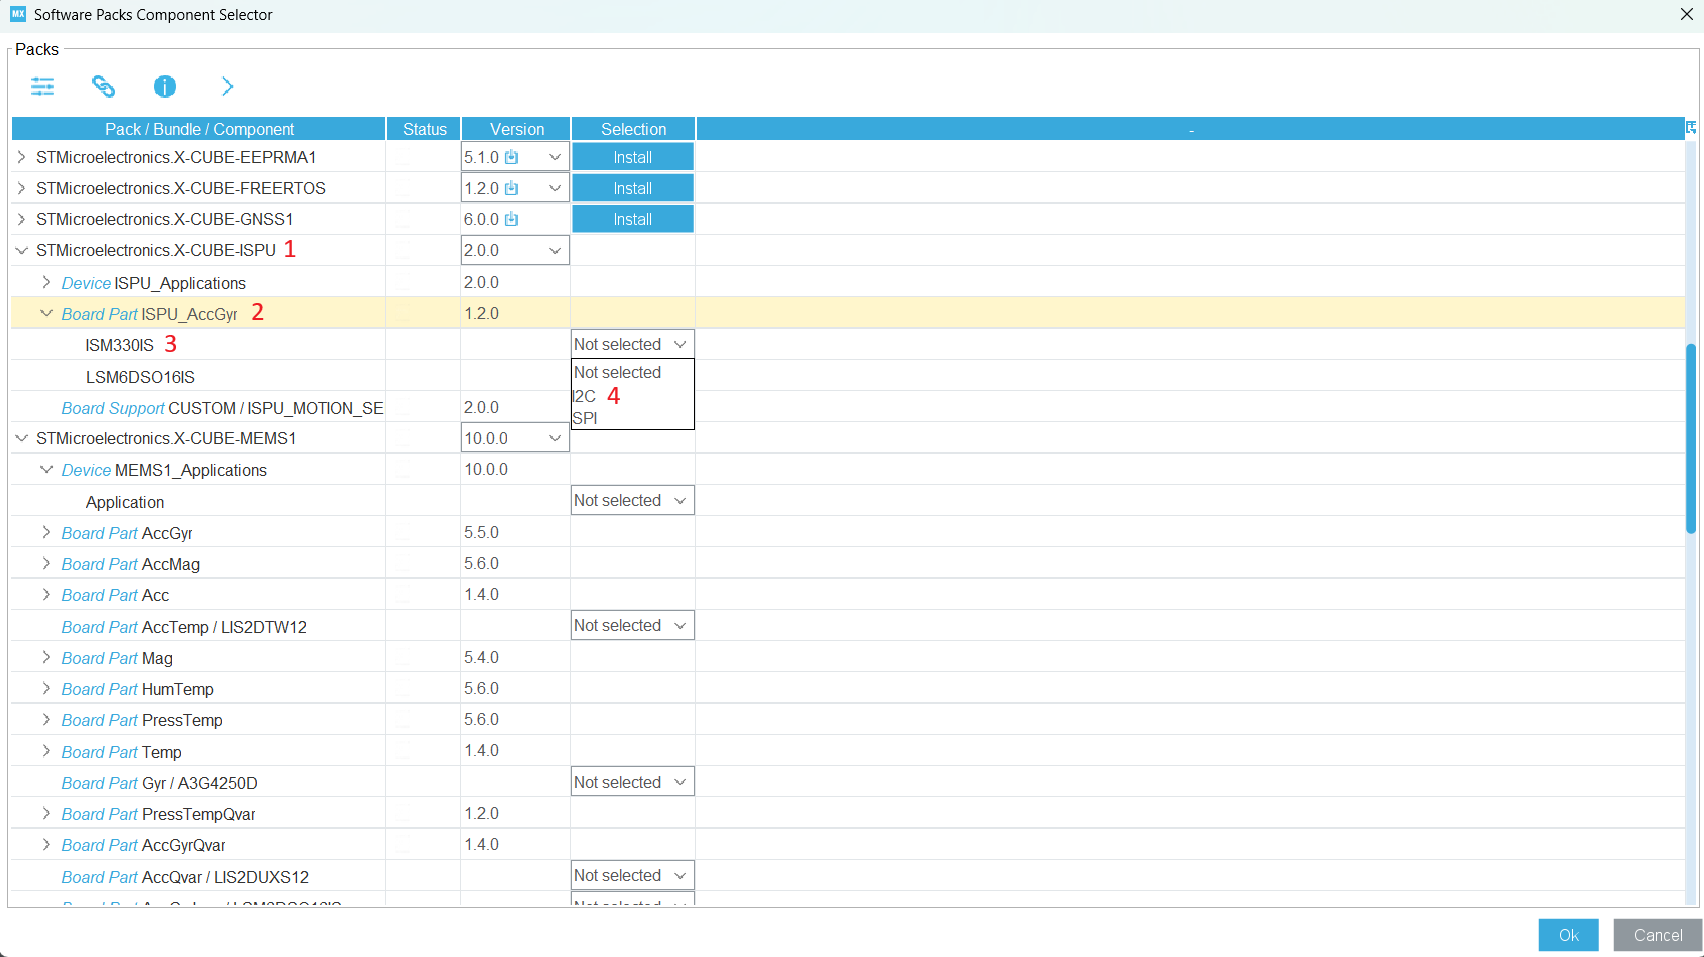 MX Software Packs Component Selector
Packs
Pack / Bundle / Component Status Version Selection -
STMicroelectronics.X-CUBE-EEPRMA1 5.1.0 Install
STMicroelectronics.X-CUBE-FREERTOS 1.2.0 Install
STMicroelectronics.X-CUBE-GNSS1 6.0.0 Install
STMicroelectronics.X-CUBE-ISPU 1 2.0.0
Device ISPU_Applications 2.0.0
Board Part ISPU_AccGyr 2 1.2.0
ISM330IS 3 Not selected
Not selected
LSM6DSO16IS
I2C 4
Board Support CUSTOM / ISPU_MOTION_SE 2.0.0
SPI
STMicroelectronics.X-CUBE-MEMS1 10.0.0
Device MEMS1_Applications 10.0.0
Application Not selected
Board Part AccGyr 5.5.0
Board Part AccMag 5.6.0
Board Part Acc 1.4.0
Board Part AccTemp / LIS2DTW12 Not selected
Board Part Mag 5.4.0
Board Part HumTemp 5.6.0
Board Part PressTemp 5.6.0
Board Part Temp 1.4.0
Board Part Gyr / A3G4250D Not selected
Board Part PressTempQvar 1.2.0
Board Part AccGyrQvar 1.4.0
Board Part AccQvar / LIS2DUXS12 Not selected
Ok Cancel